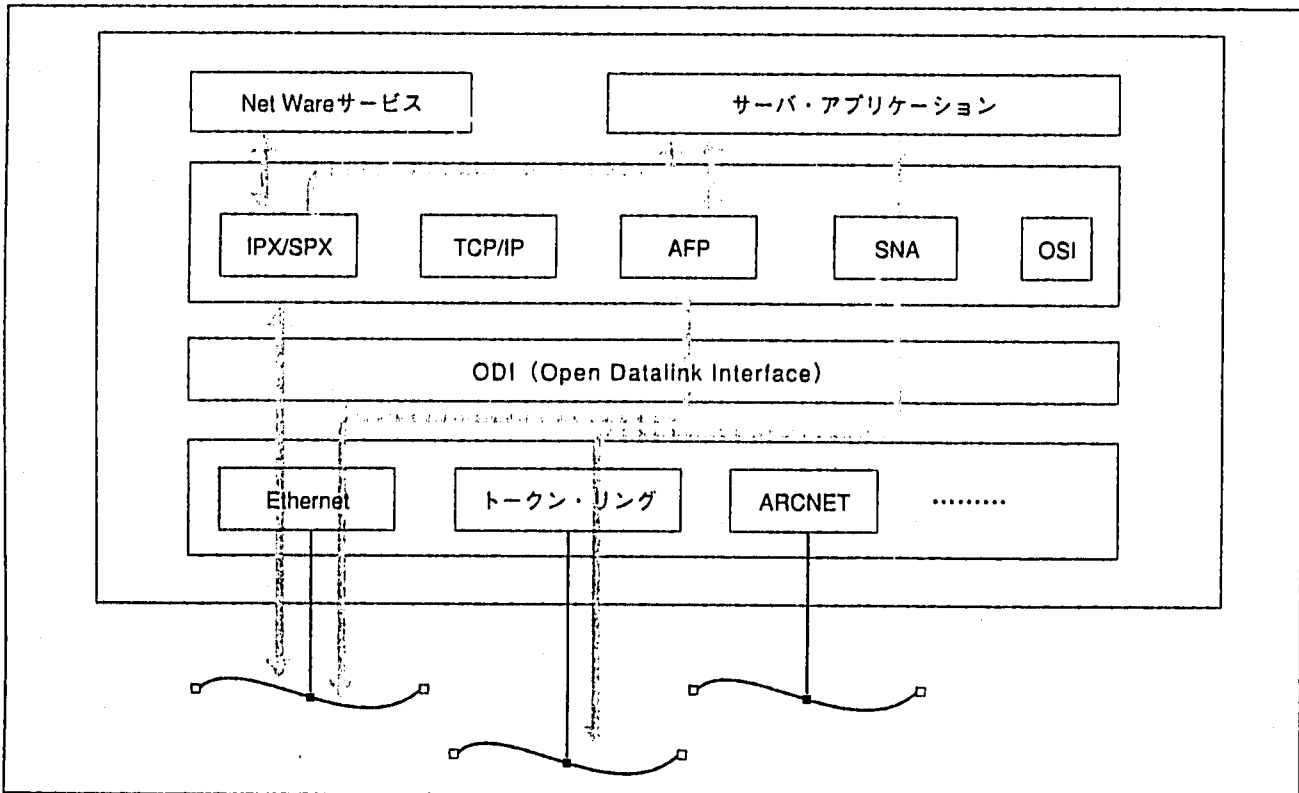 Net Wareサービス
サーバ・アプリケーション
IPX/SPX
TCP/IP
AFP
SNA
OSI
ODI（Open Datalink Interface）
Ethernet
トークン・リング
ARCNET
………